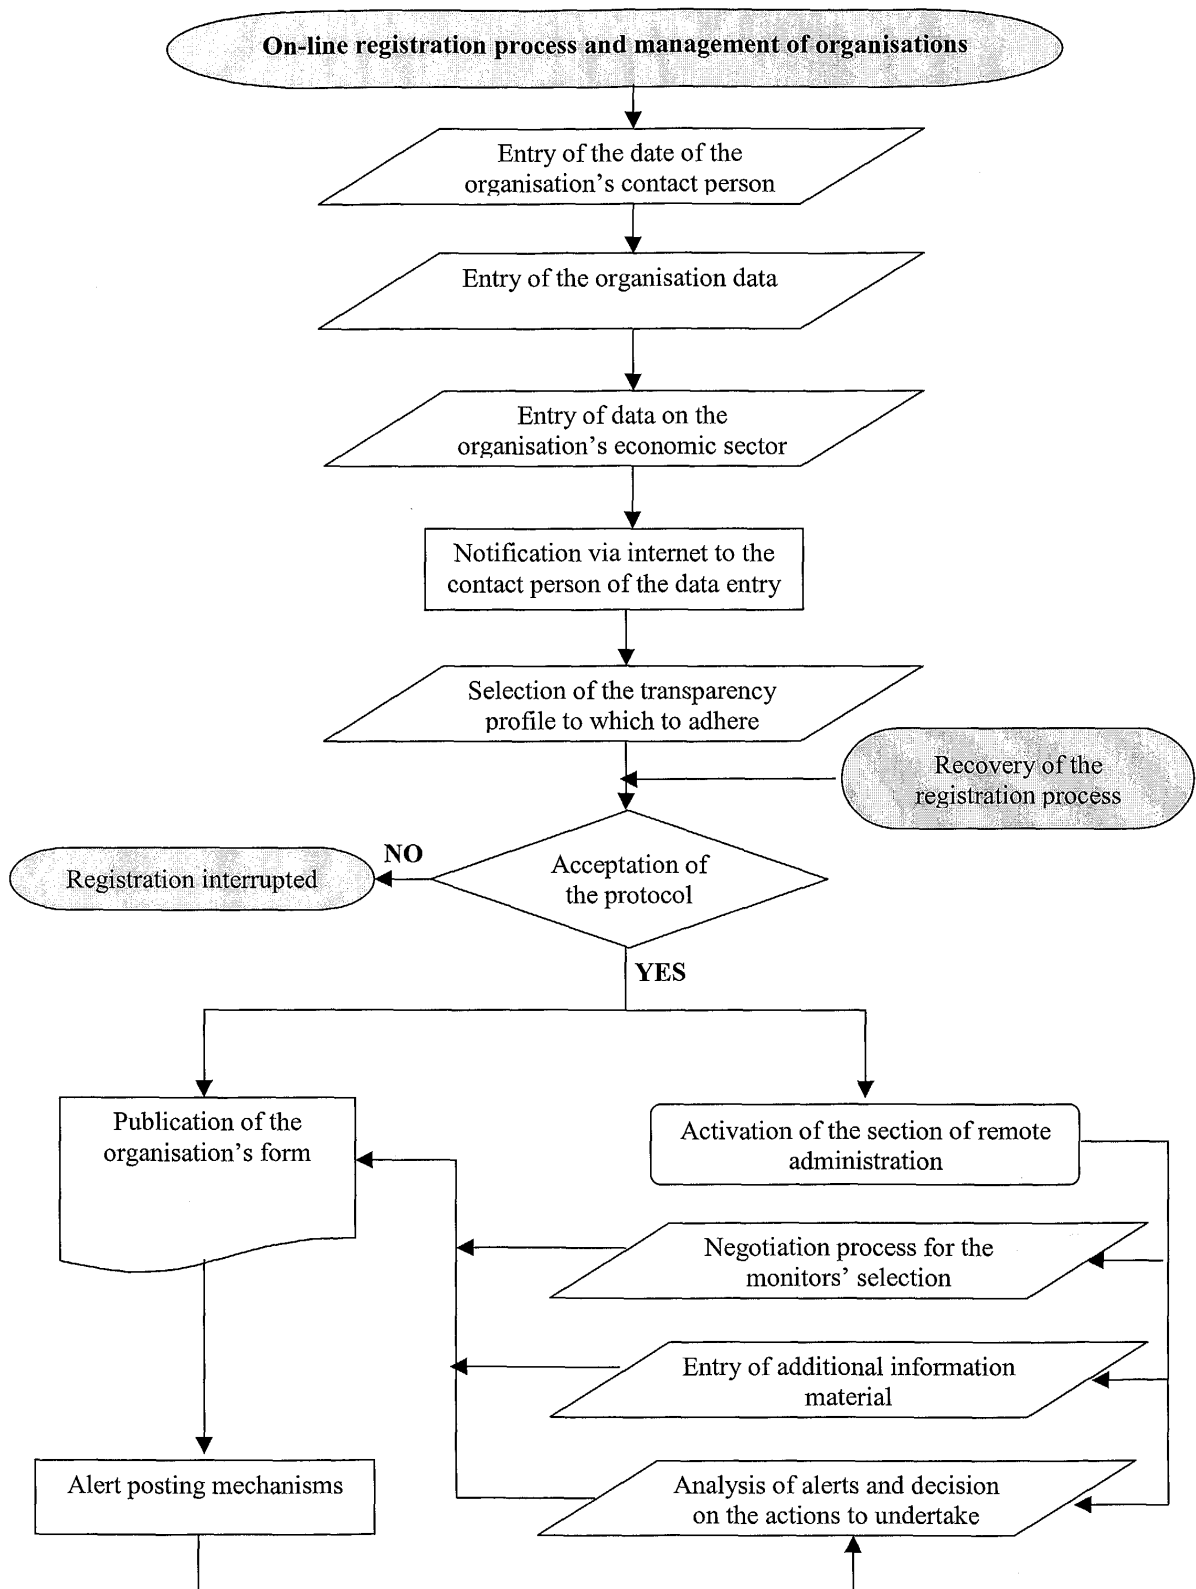 On-line registration process and management of organisations
Entry of the date of the
organisation's contact person
Entry of the organisation data
Entry of data on the
organisation's economic sector
Notification via internet to the
contact person of the data entry
Selection of the transparency
profile to which to adhere
Recovery of the
registration process
NO
Registration interrupted
Acceptation of
the protocol
YES
Publication of the
organisation's form
Activation of the section of remote
administration
Negotiation process for the
monitors' selection
Entry of additional information
material
Alert posting mechanisms
Analysis of alerts and decision
on the actions to undertake